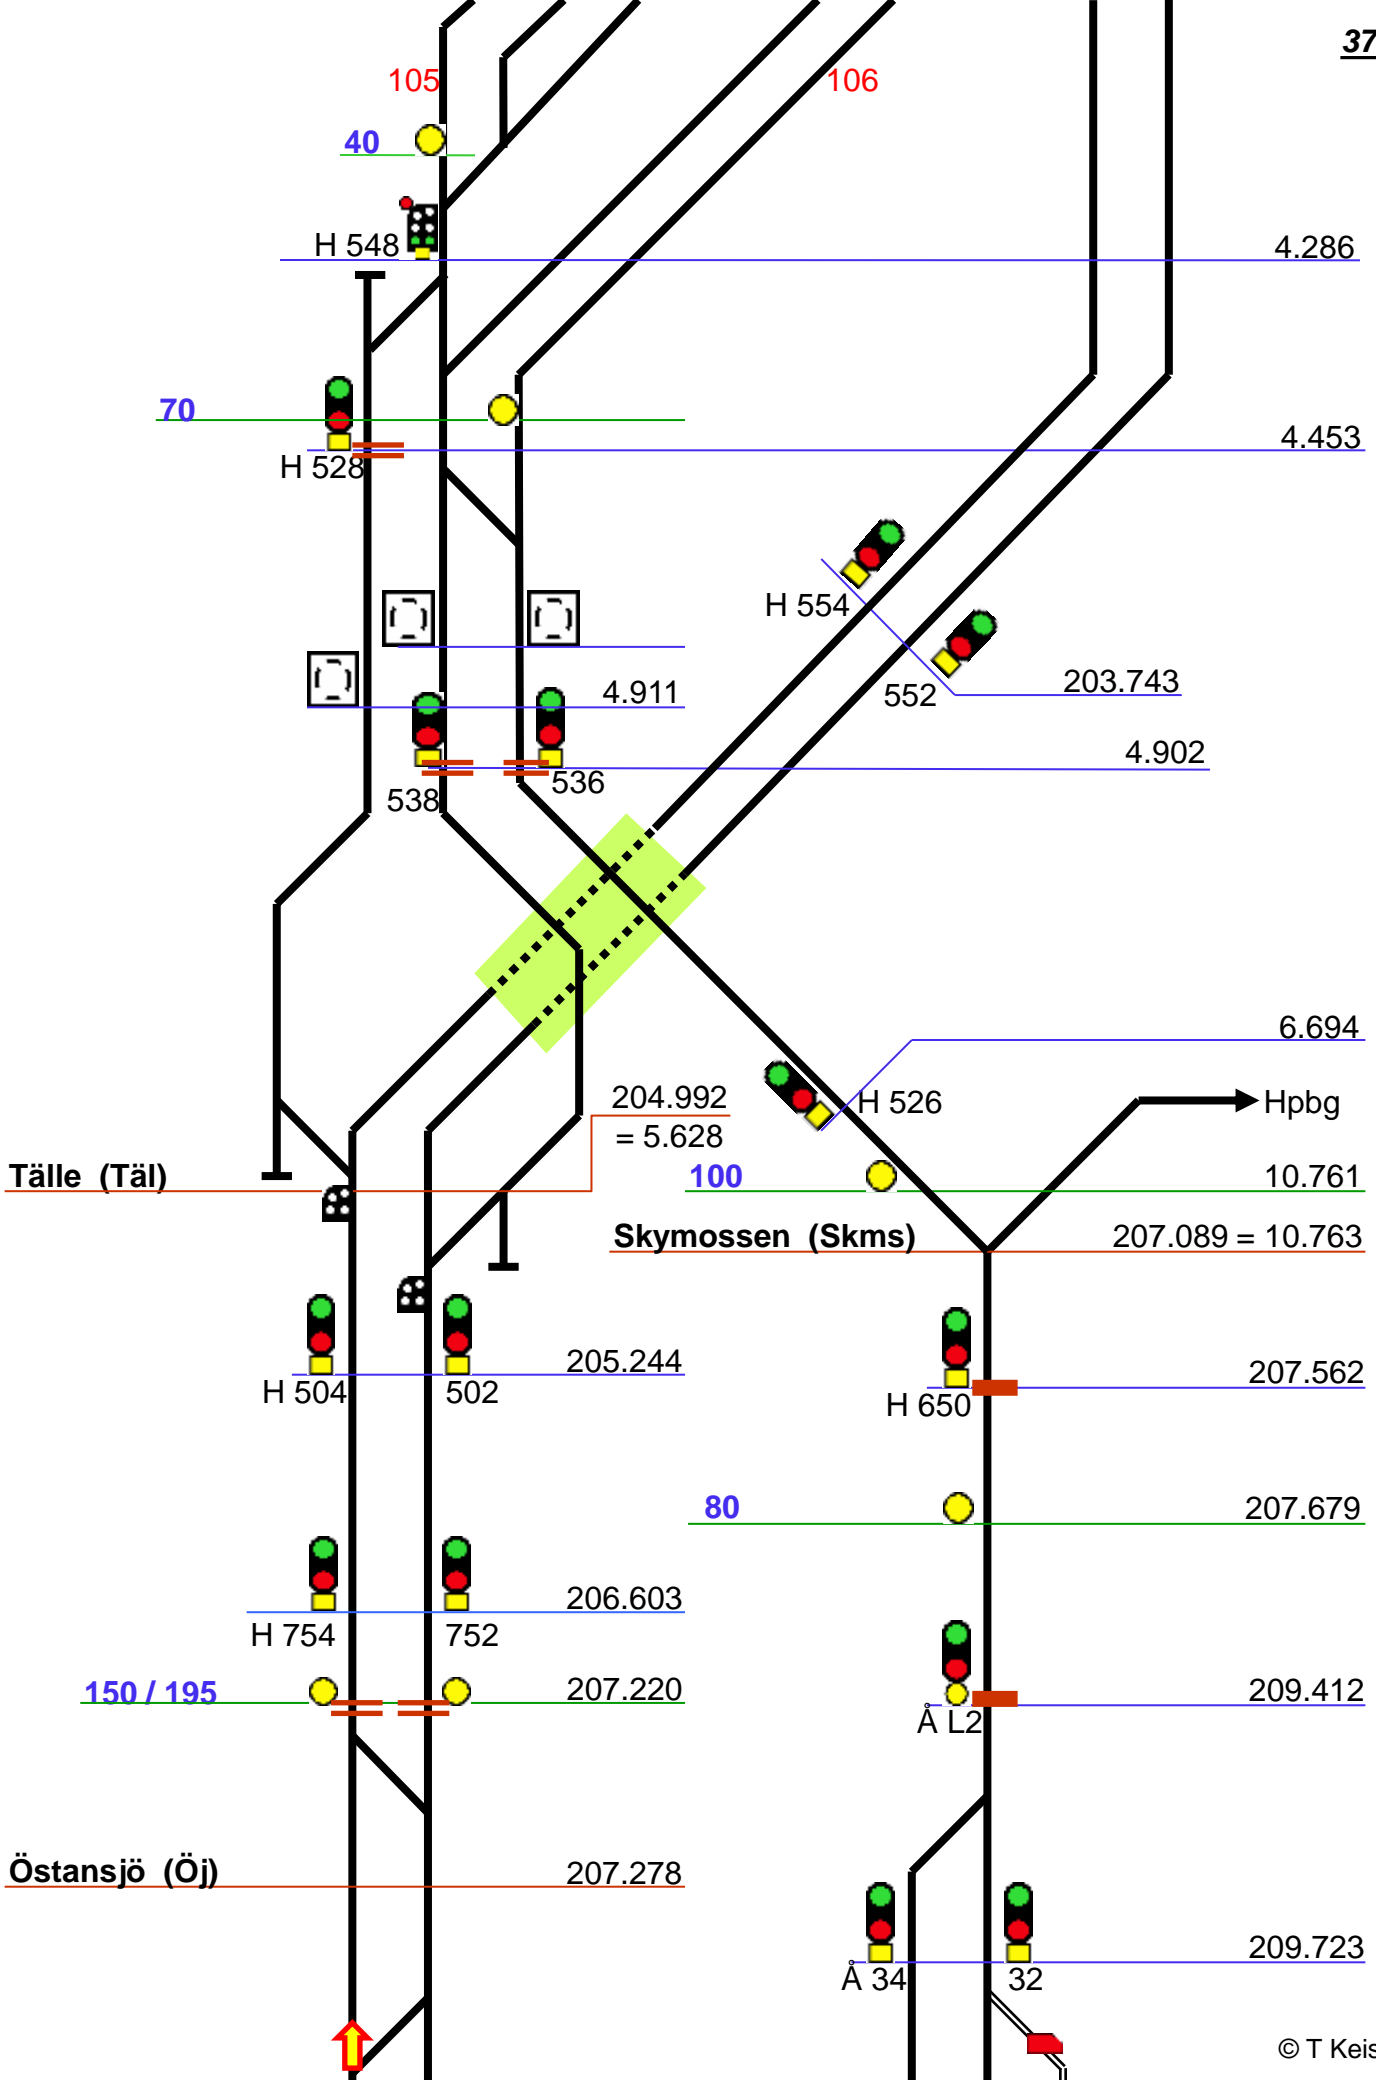 37
105
106
40
H 548
4.286
70
4.453
H 528
H 554
552
203.743
4.911
4.902
536
538
6.694
H 526
Hpbg
204.992
= 5.628
Tälle (Täl)
100
10.761
Skymossen (Skms)
207.089 = 10.763
205.244
H 504
502
207.562
H 650
80
207.679
206.603
H 754
752
150 / 195
207.220
209.412
Å L2
Östansjö (Öj)
207.278
209.723
Å 34
32
© T Keis